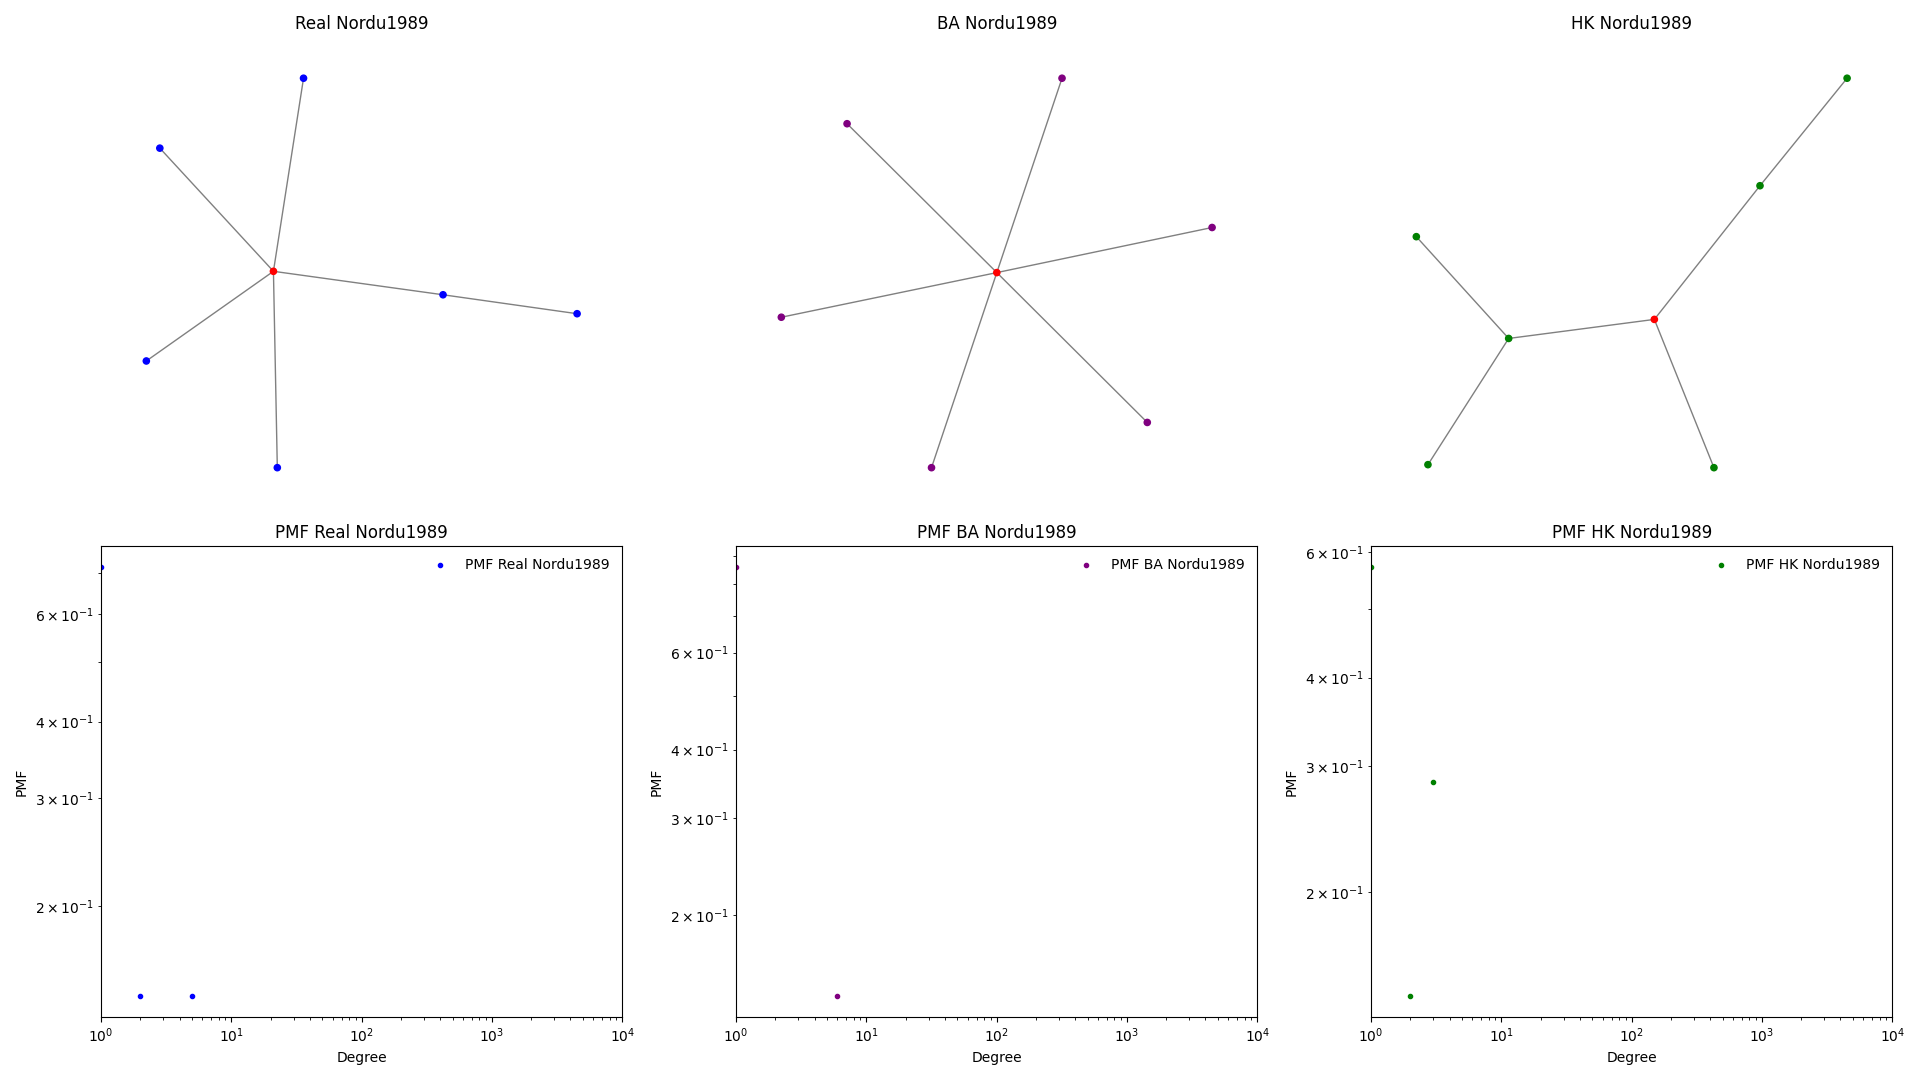 Real Nordu1989
BA Nordu1989
HK Nordu1989
PMF Real Nordu1989
PMF Real Nordu1989
6 × 10⁻¹
4 × 10⁻¹
3 × 10⁻¹
2 × 10⁻¹
PMF
10⁰ 10¹ 10² 10³ 10⁴
Degree
PMF BA Nordu1989
PMF BA Nordu1989
6 × 10⁻¹
4 × 10⁻¹
3 × 10⁻¹
2 × 10⁻¹
PMF
10⁰ 10¹ 10² 10³ 10⁴
Degree
PMF HK Nordu1989
PMF HK Nordu1989
6 × 10⁻¹
4 × 10⁻¹
3 × 10⁻¹
2 × 10⁻¹
PMF
10⁰ 10¹ 10² 10³ 10⁴
Degree